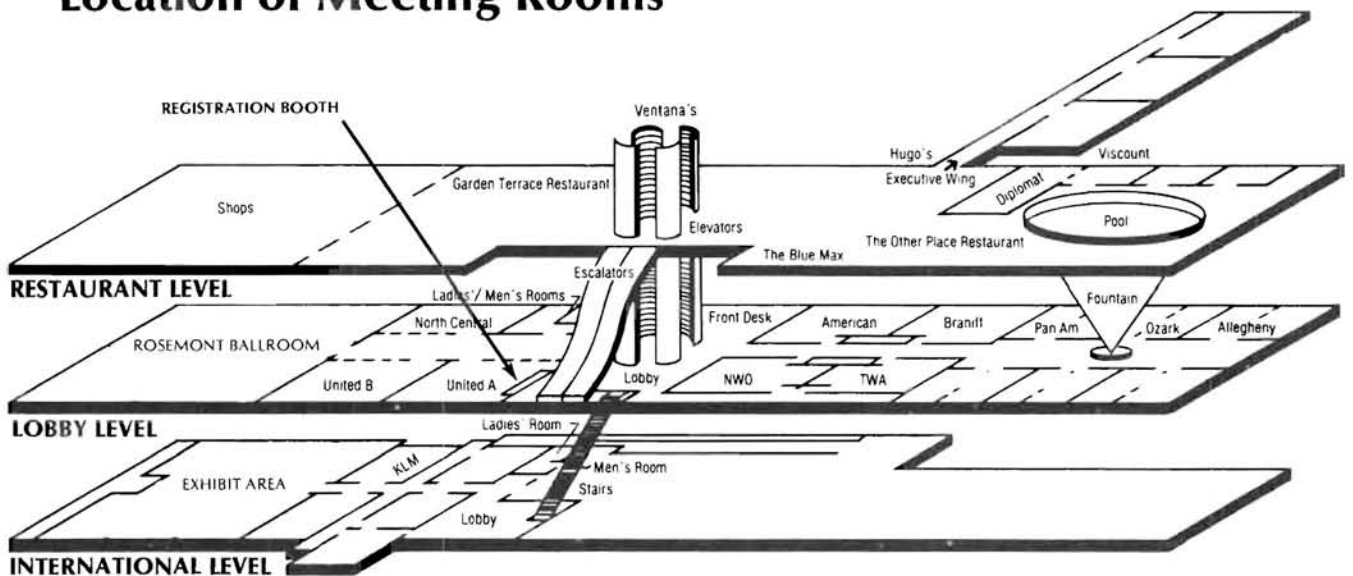 Location of Meeting Rooms
REGISTRATION BOOTH
Ventana's
Hugo's
Executive Wing
Viscount
Diplomat
Garden Terrace Restaurant
Shops
Pool
Elevators
The Other Place Restaurant
The Blue Max
Escalators
RESTAURANT LEVEL
Ladies'/ Men's Rooms
Fountain
North Central
Front Desk
American
Braniff
Pan Am
Ozark
Allegheny
ROSEMONT BALLROOM
United B
United A
Lobby
NWO
TWA
LOBBY LEVEL
Ladies' Room
KLM
Men's Room
EXHIBIT AREA
Stairs
Lobby
INTERNATIONAL LEVEL